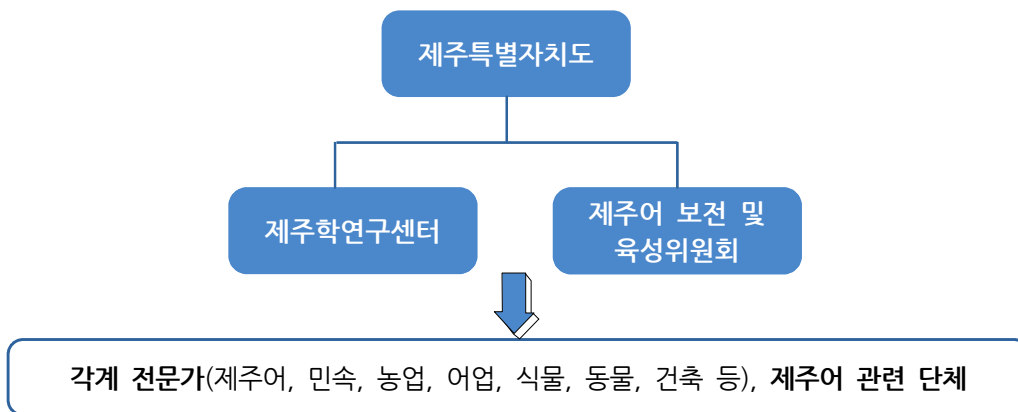 제주특별자치도
제주학연구센터
제주어 보전 및
육성위원회
각계 전문가(제주어, 민속, 농업, 어업, 식물, 동물, 건축 등), 제주어 관련 단체